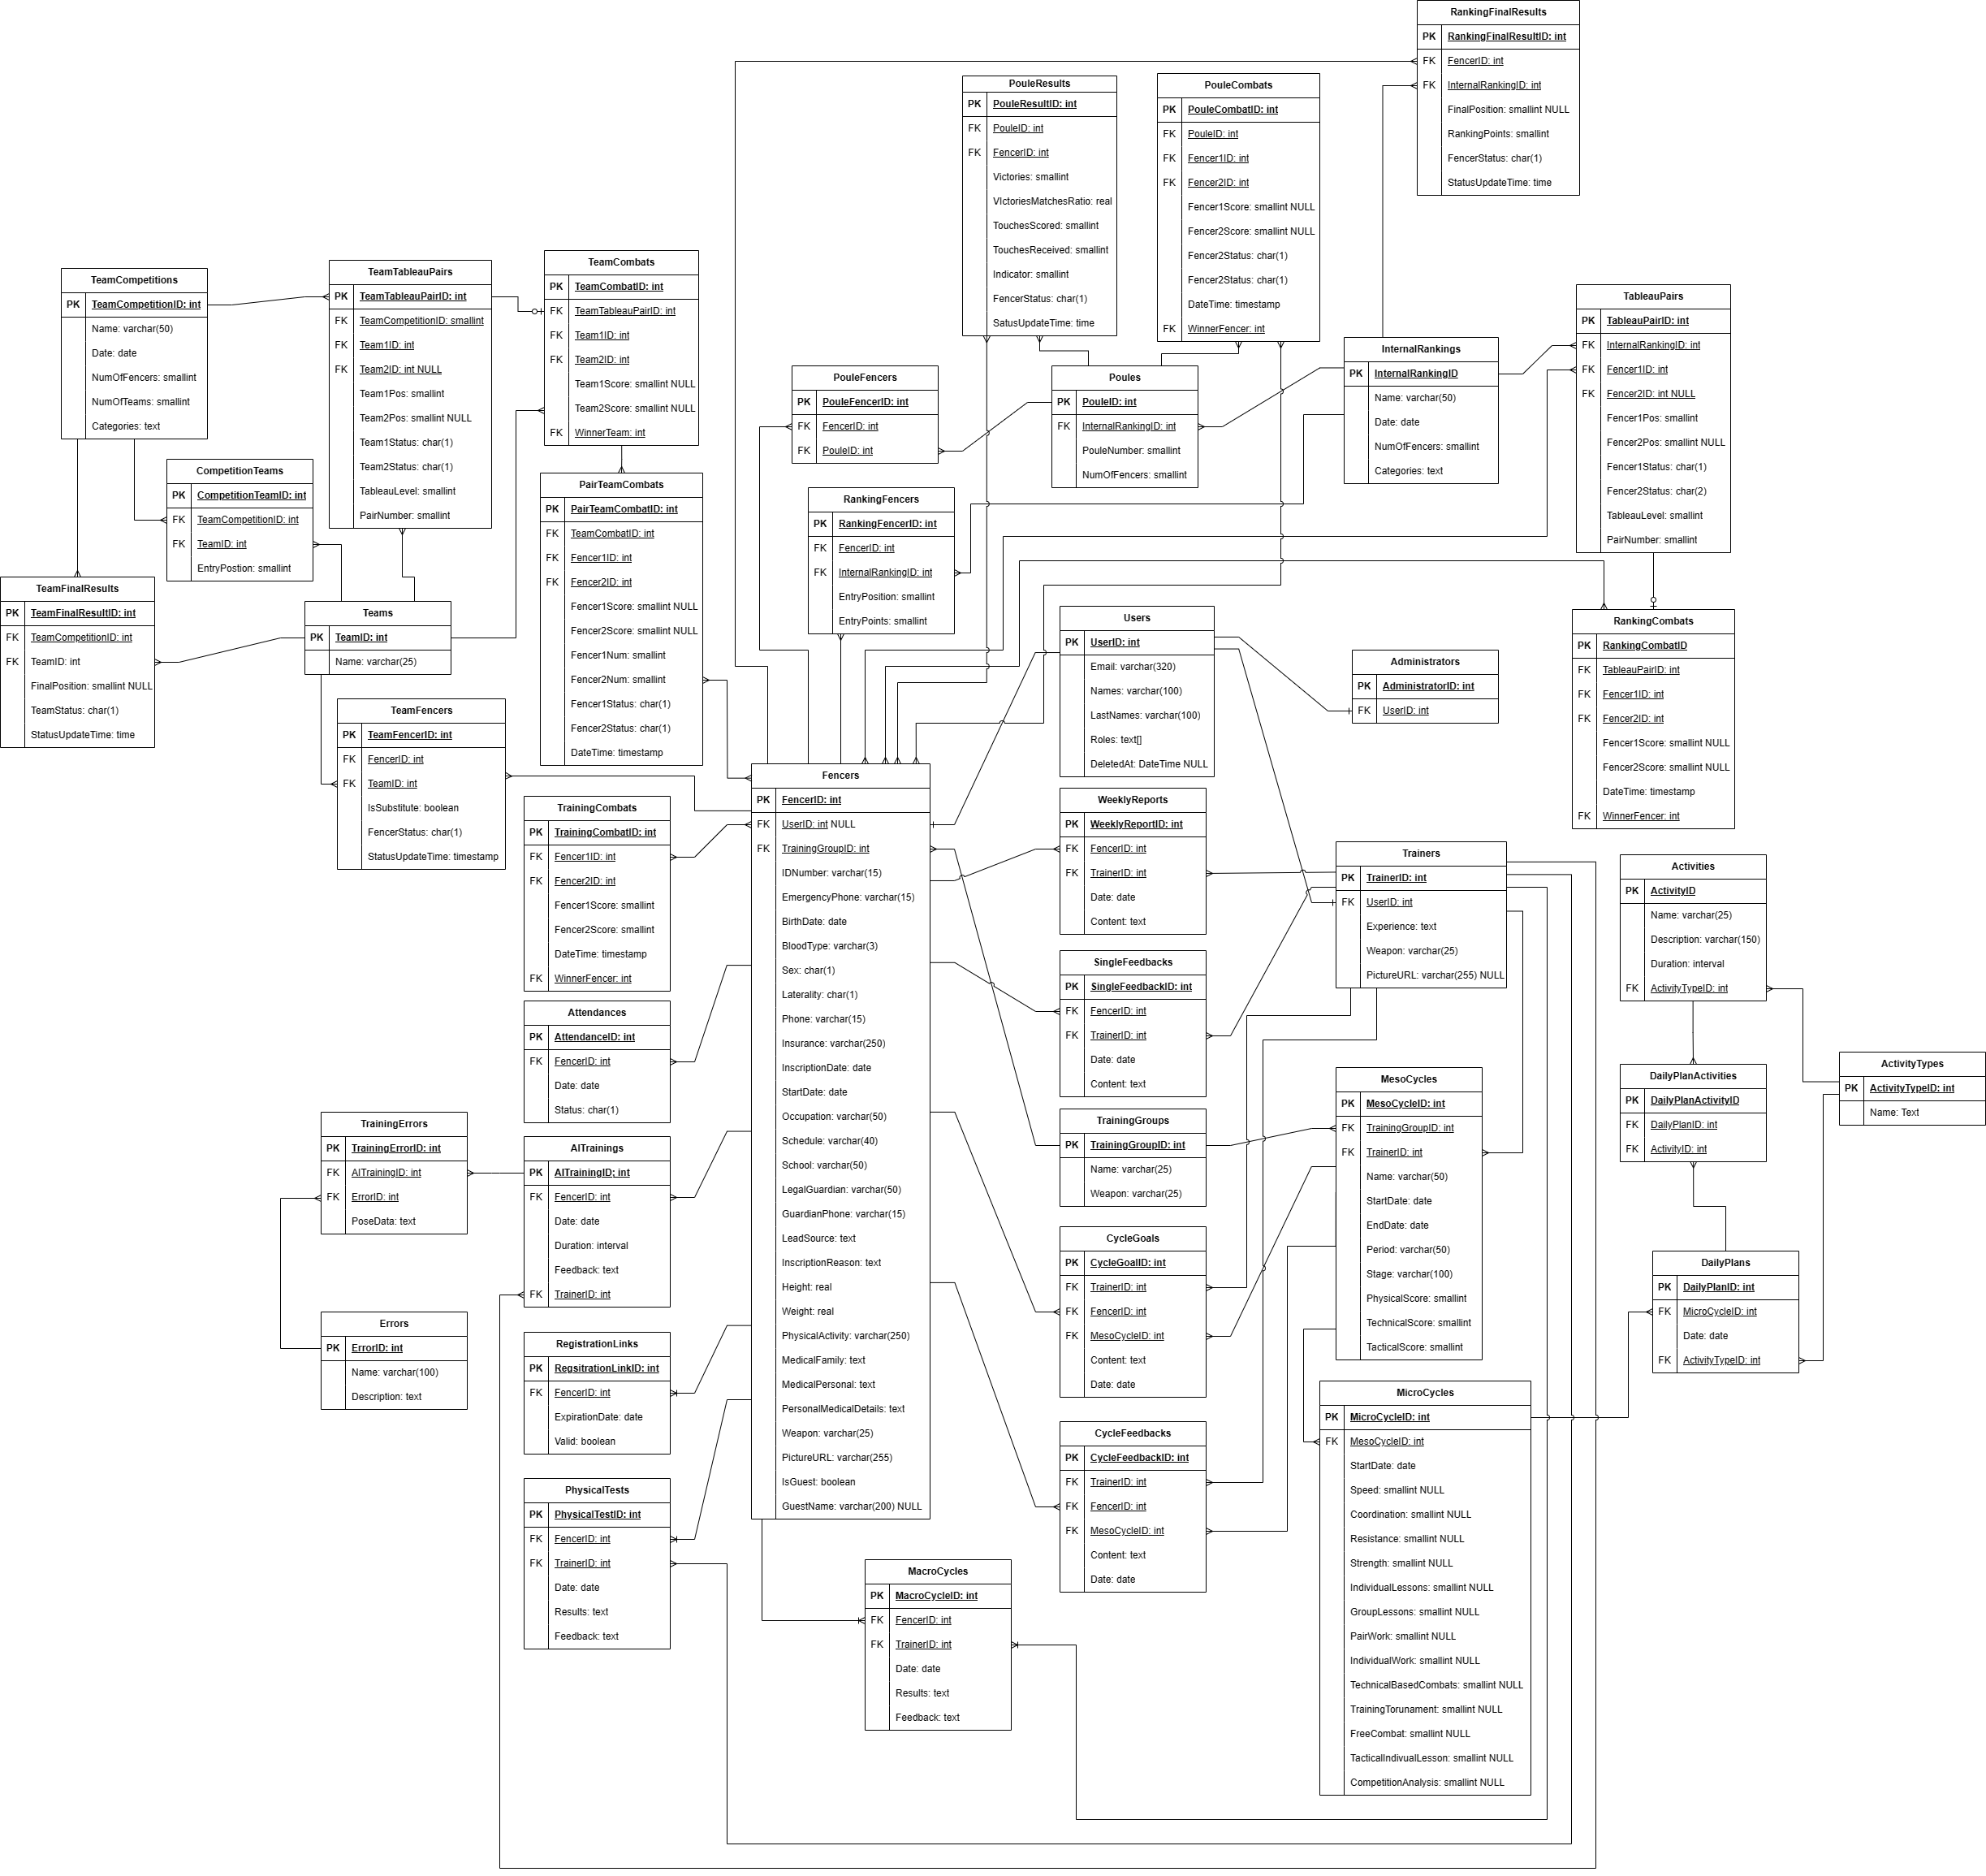 RankingFinalResults
PK RankingFinalResultID: int
FK FencerID: int
FK InternalRankingID: int
FinalPosition: smallint NULL
RankingPoints: smallint
FencerStatus: char(1)
StatusUpdateTime: time
PouleResults
PK PouleResultID: int
FK PouleID: int
FK FencerID: int
Victories: smallint
VIctoriesMatchesRatio: real
TouchesScored: smallint
TouchesReceived: smallint
Indicator: smallint
FencerStatus: char(1)
SatusUpdateTime: time
PouleCombats
PK PouleCombatID: int
FK PouleID: int
FK Fencer1ID: int
FK Fencer2ID: int
Fencer1Score: smallint NULL
Fencer2Score: smallint NULL
Fencer2Status: char(1)
Fencer2Status: char(1)
DateTime: timestamp
FK WinnerFencer: int
TeamCompetitions
PK TeamCompetitionID: int
Name: varchar(50)
Date: date
NumOfFencers: smallint
NumOfTeams: smallint
Categories: text
TeamTableauPairs
PK TeamTableauPairID: int
FK TeamCompetitionID: smallint
FK Team1ID: int
FK Team2ID: int NULL
Team1Pos: smallint
Team2Pos: smallint NULL
Team1Status: char(1)
Team2Status: char(1)
TableauLevel: smallint
PairNumber: smallint
TeamCombats
PK TeamCombatID: int
FK TeamTableauPairID: int
FK Team1ID: int
FK Team2ID: int
Team1Score: smallint NULL
Team2Score: smallint NULL
FK WinnerTeam: int
TableauPairs
PK TableauPairID: int
FK InternalRankingID: int
FK Fencer1ID: int
FK Fencer2ID: int NULL
Fencer1Pos: smallint
Fencer2Pos: smallint NULL
Fencer1Status: char(1)
Fencer2Status: char(2)
TableauLevel: smallint
PairNumber: smallint
InternalRankings
PK InternalRankingID
Name: varchar(50)
Date: date
NumOfFencers: smallint
Categories: text
PouleFencers
PK PouleFencerID: int
FK FencerID: int
FK PouleID: int
Poules
PK PouleID: int
FK InternalRankingID: int
PouleNumber: smallint
NumOfFencers: smallint
CompetitionTeams
PK CompetitionTeamID: int
FK TeamCompetitionID: int
FK TeamID: int
EntryPostion: smallint
PairTeamCombats
PK PairTeamCombatID: int
FK TeamCombatID: int
FK Fencer1ID: int
FK Fencer2ID: int
Fencer1Score: smallint NULL
Fencer2Score: smallint NULL
Fencer1Num: smallint
Fencer2Num: smallint
Fencer1Status: char(1)
Fencer2Status: char(1)
DateTime: timestamp
RankingFencers
PK RankingFencerID: int
FK FencerID: int
FK InternalRankingID: int
EntryPosition: smallint
EntryPoints: smallint
TeamFinalResults
PK TeamFinalResultID: int
FK TeamCompetitionID: int
FK TeamID: int
FinalPosition: smallint NULL
TeamStatus: char(1)
StatusUpdateTime: time
Teams
PK TeamID: int
Name: varchar(25)
Users
PK UserID: int
Email: varchar(320)
Names: varchar(100)
LastNames: varchar(100)
Roles: text[]
DeletedAt: DateTime NULL
RankingCombats
PK RankingCombatID
FK TableauPairID: int
FK Fencer1ID: int
FK Fencer2ID: int
Fencer1Score: smallint NULL
Fencer2Score: smallint NULL
DateTime: timestamp
FK WinnerFencer: int
Administrators
PK AdministratorID: int
FK UserID: int
TeamFencers
PK TeamFencerID: int
FK FencerID: int
FK TeamID: int
IsSubstitute: boolean
FencerStatus: char(1)
StatusUpdateTime: timestamp
Fencers
PK FencerID: int
FK UserID: int NULL
FK TrainingGroupID: int
IDNumber: varchar(15)
EmergencyPhone: varchar(15)
BirthDate: date
BloodType: varchar(3)
Sex: char(1)
Laterality: char(1)
Phone: varchar(15)
Insurance: varchar(250)
InscriptionDate: date
StartDate: date
Occupation: varchar(50)
Schedule: varchar(40)
School: varchar(50)
LegalGuardian: varchar(50)
GuardianPhone: varchar(15)
LeadSource: text
InscriptionReason: text
Height: real
Weight: real
PhysicalActivity: varchar(250)
MedicalFamily: text
MedicalPersonal: text
PersonalMedicalDetails: text
Weapon: varchar(25)
PictureURL: varchar(255)
IsGuest: boolean
GuestName: varchar(200) NULL
TrainingCombats
PK TrainingCombatID: int
FK Fencer1ID: int
FK Fencer2ID: int
Fencer1Score: smallint
Fencer2Score: smallint
DateTime: timestamp
FK WinnerFencer: int
WeeklyReports
PK WeeklyReportID: int
FK FencerID: int
FK TrainerID: int
Date: date
Content: text
Trainers
PK TrainerID: int
FK UserID: int
Experience: text
Weapon: varchar(25)
PictureURL: varchar(255) NULL
Activities
PK ActivityID
Name: varchar(25)
Description: varchar(150)
Duration: interval
FK ActivityTypeID: int
SingleFeedbacks
PK SingleFeedbackID: int
FK FencerID: int
FK TrainerID: int
Date: date
Content: text
Attendances
PK AttendanceID: int
FK FencerID: int
Date: date
Status: char(1)
ActivityTypes
PK ActivityTypeID: int
Name: Text
DailyPlanActivities
PK DailyPlanActivityID
FK DailyPlanID: int
FK ActivityID: int
MesoCycles
PK MesoCycleID: int
FK TrainingGroupID: int
FK TrainerID: int
Name: varchar(50)
StartDate: date
EndDate: date
Period: varchar(50)
Stage: varchar(100)
PhysicalScore: smallint
TechnicalScore: smallint
TacticalScore: smallint
TrainingGroups
PK TrainingGroupID: int
Name: varchar(25)
Weapon: varchar(25)
TrainingErrors
PK TrainingErrorID: int
FK AITrainingID: int
FK ErrorID: int
PoseData: text
AITrainings
PK AITrainingID; int
FK FencerID: int
Date: date
Duration: interval
Feedback: text
FK TrainerID: int
CycleGoals
PK CycleGoalID: int
FK TrainerID: int
FK FencerID: int
FK MesoCycleID: int
Content: text
Date: date
DailyPlans
PK DailyPlanID: int
FK MicroCycleID: int
Date: date
FK ActivityTypeID: int
Errors
PK ErrorID: int
Name: varchar(100)
Description: text
RegistrationLinks
PK RegsitrationLinkID: int
FK FencerID: int
ExpirationDate: date
Valid: boolean
MicroCycles
PK MicroCycleID: int
FK MesoCycleID: int
StartDate: date
Speed: smallint NULL
Coordination: smallint NULL
Resistance: smallint NULL
Strength: smallint NULL
IndividualLessons: smallint NULL
GroupLessons: smallint NULL
PairWork: smallint NULL
IndividualWork: smallint NULL
TechnicalBasedCombats: smallint NULL
TrainingTorunament: smallint NULL
FreeCombat: smallint NULL
TacticalIndivualLesson: smallint NULL
CompetitionAnalysis: smallint NULL
CycleFeedbacks
PK CycleFeedbackID: int
FK TrainerID: int
FK FencerID: int
FK MesoCycleID: int
Content: text
Date: date
PhysicalTests
PK PhysicalTestID: int
FK FencerID: int
FK TrainerID: int
Date: date
Results: text
Feedback: text
MacroCycles
PK MacroCycleID: int
FK FencerID: int
FK TrainerID: int
Date: date
Results: text
Feedback: text